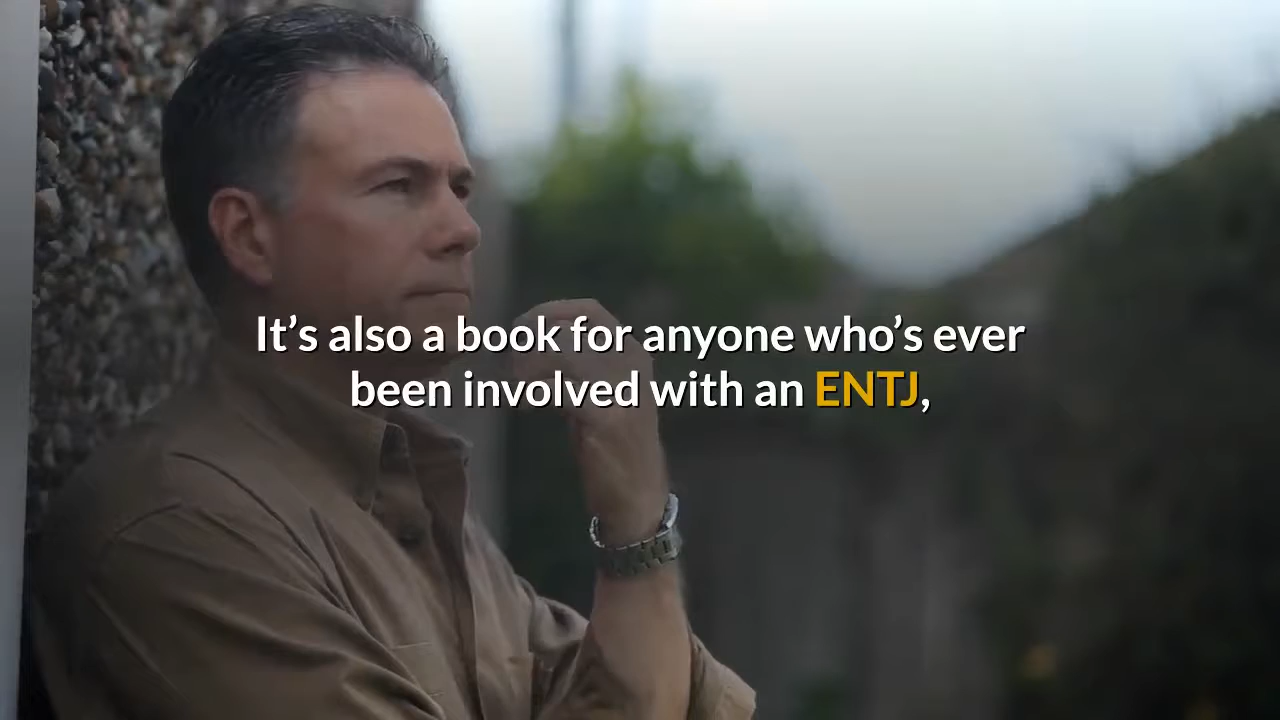 It’s also a book for anyone who’s ever
been involved with an ENTJ,